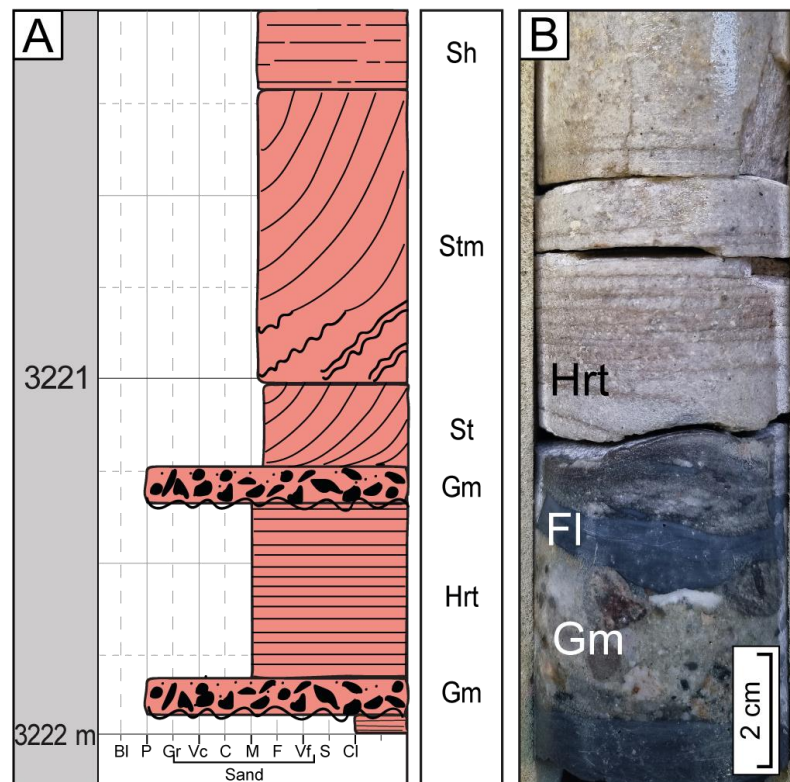 A
Sh
Stm
3221
St
Gm
Hrt
Gm
3222 m
Bl P Gr Vc C M F Vf S Cl
Sand
B
Hrt
Fl
Gm
2 cm